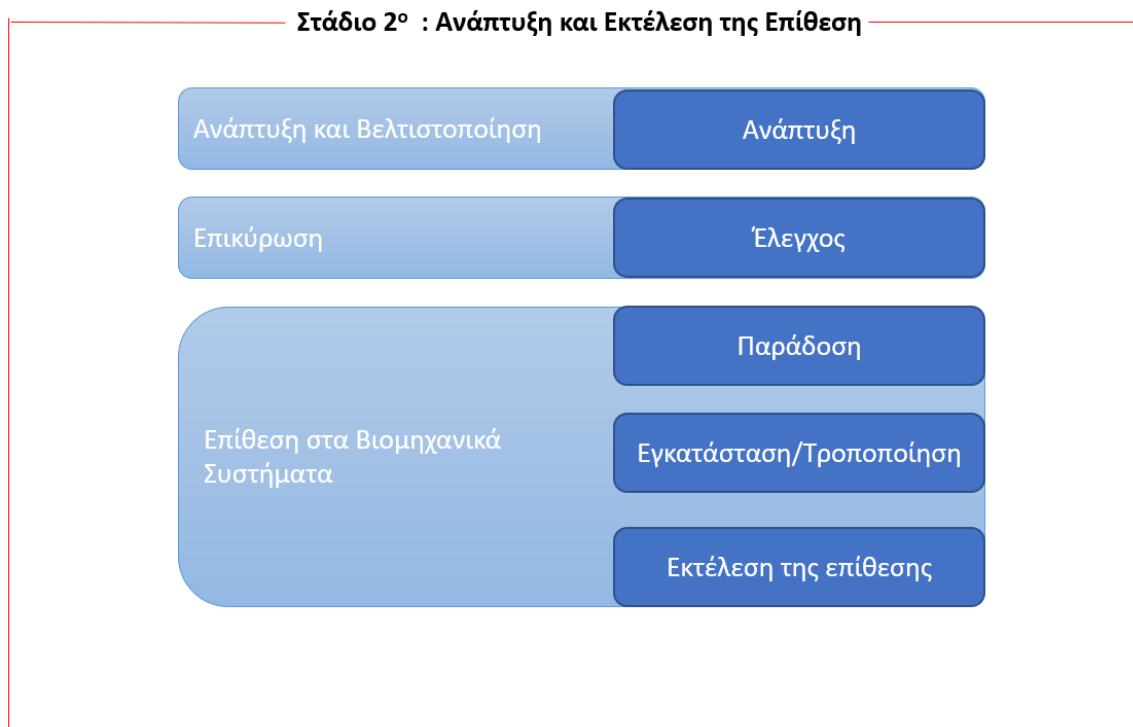 Στάδιο 2ο : Ανάπτυξη και Εκτέλεση της Επίθεση
Ανάπτυξη και Βελτιστοποίηση
Ανάπτυξη
Επικύρωση
Έλεγχος
Επίθεση στα Βιομηχανικά
Συστήματα
Παράδοση
Εγκατάσταση/Τροποποίηση
Εκτέλεση της επίθεσης